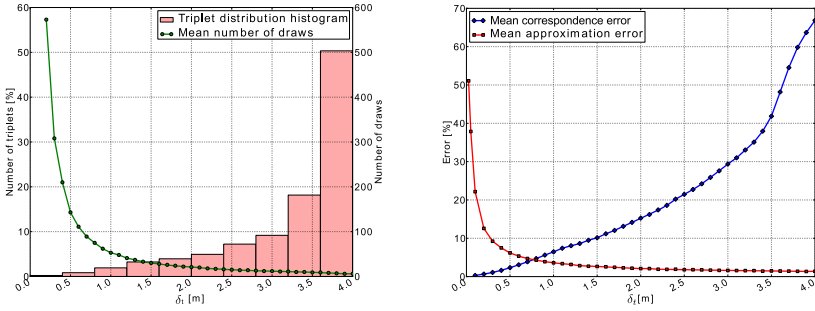 60
50
40
30
20
10
0
Number of triplets [%]
Triplet distribution histogram
Mean number of draws
600
500
400
300
200
100
0
Number of draws
0.0 0.5 1.0 1.5 2.0 2.5 3.0 3.5 4.0
δt [m]
70
60
50
40
30
20
10
0
Error [%]
Mean correspondence error
Mean approximation error
0.0 0.5 1.0 1.5 2.0 2.5 3.0 3.5 4.0
δt[m]